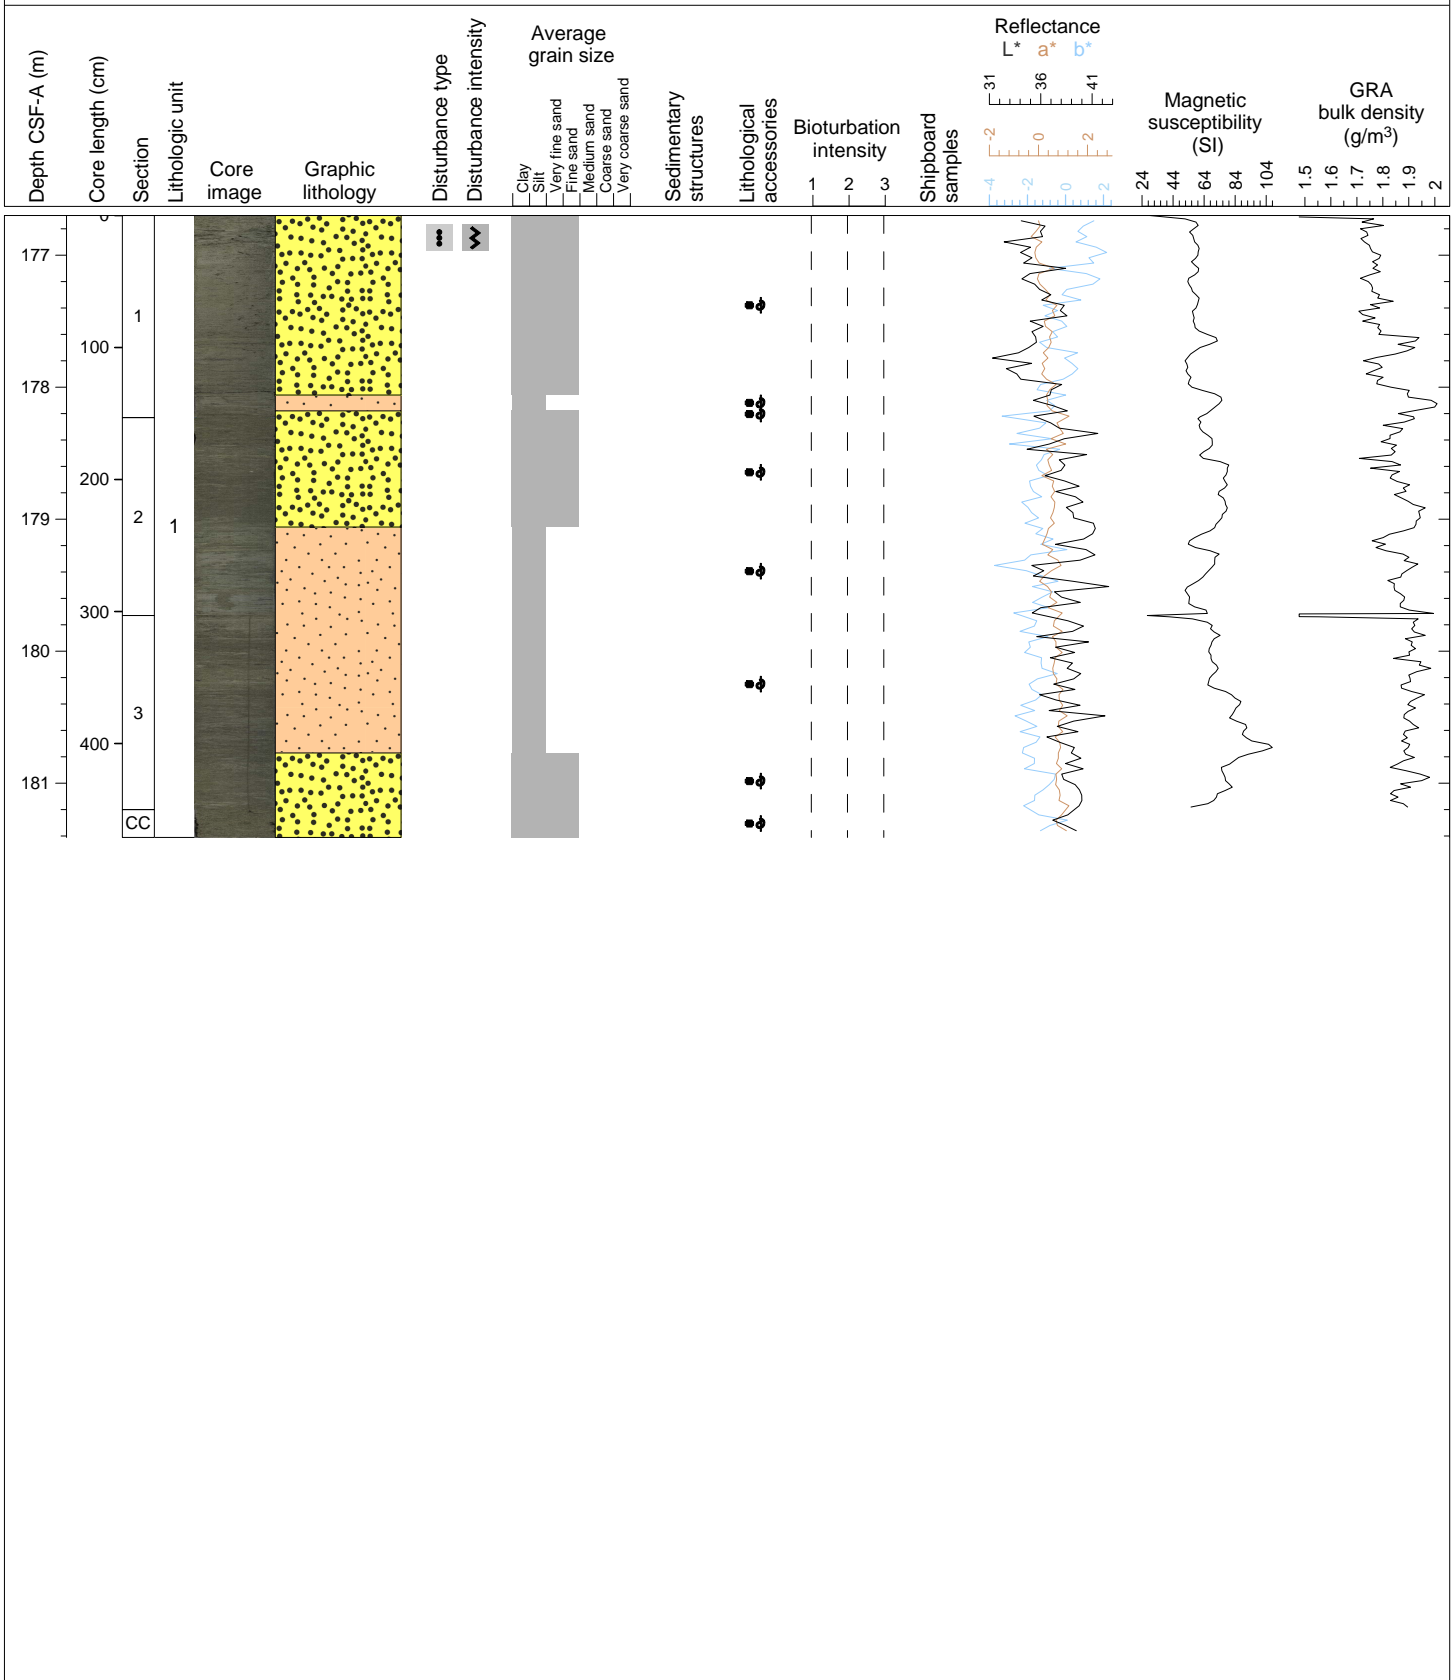 Depth CSF-A (m)
Core length (cm)
Section
Lithologic unit
Core
image
Graphic
lithology
Disturbance type
Disturbance intensity
Average
grain size
Clay
Silt
Very fine sand
Fine sand
Medium sand
Coarse sand
Very coarse sand
Sedimentary
structures
Lithological
accessories
Bioturbation
intensity
1 2 3
Shipboard
samples
Reflectance
L* a* b*
31 36 41
-2 0 2
-4 -2 0 2
Magnetic
susceptibility
(SI)
24 44 64 84 104
GRA
bulk density
(g/m³)
1.5 1.6 1.7 1.8 1.9 2
0
177
1
100
178
200
179
2
1
300
180
3
400
181
CC